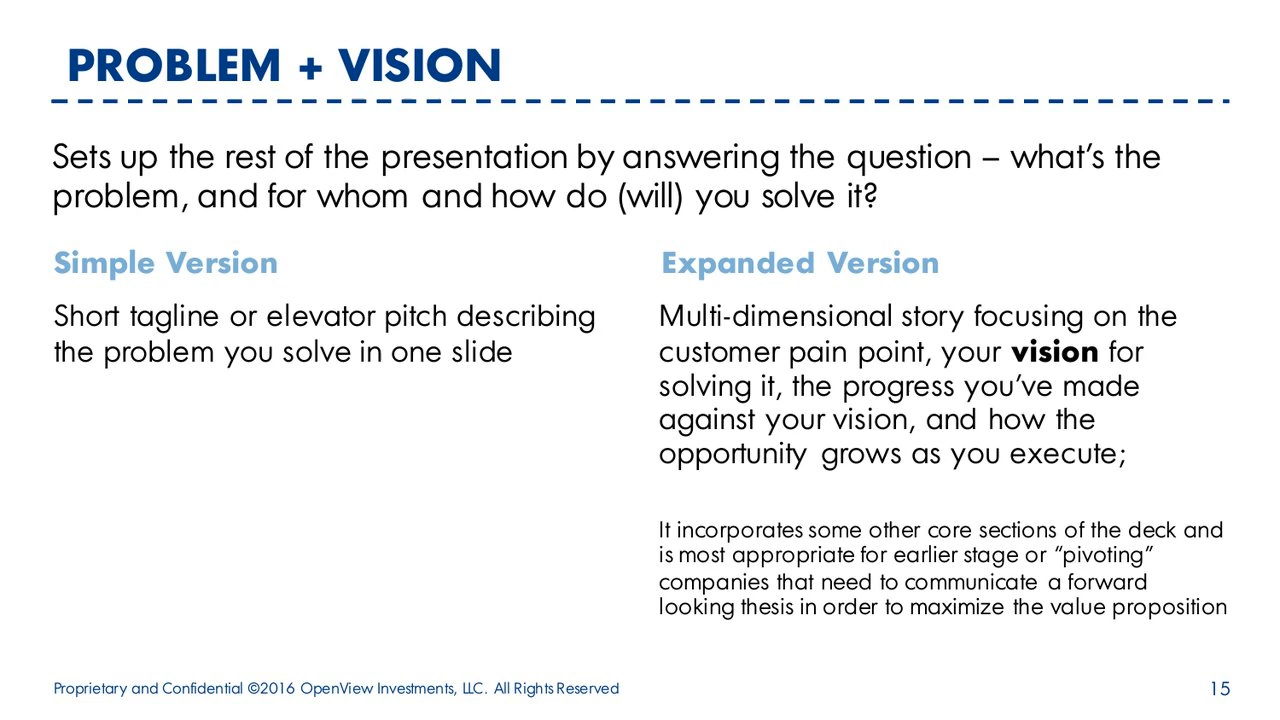 PROBLEM + VISION
Sets up the rest of the presentation by answering the question – what's the
problem, and for whom and how do (will) you solve it?
Simple Version
Short tagline or elevator pitch describing
the problem you solve in one slide
Expanded Version
Multi-dimensional story focusing on the
customer pain point, your vision for
solving it, the progress you've made
against your vision, and how the
opportunity grows as you execute;
It incorporates some other core sections of the deck and
is most appropriate for earlier stage or “pivoting”
companies that need to communicate a forward
looking thesis in order to maximize the value proposition
Proprietary and Confidential ©2016 OpenView Investments, LLC. All Rights Reserved
15